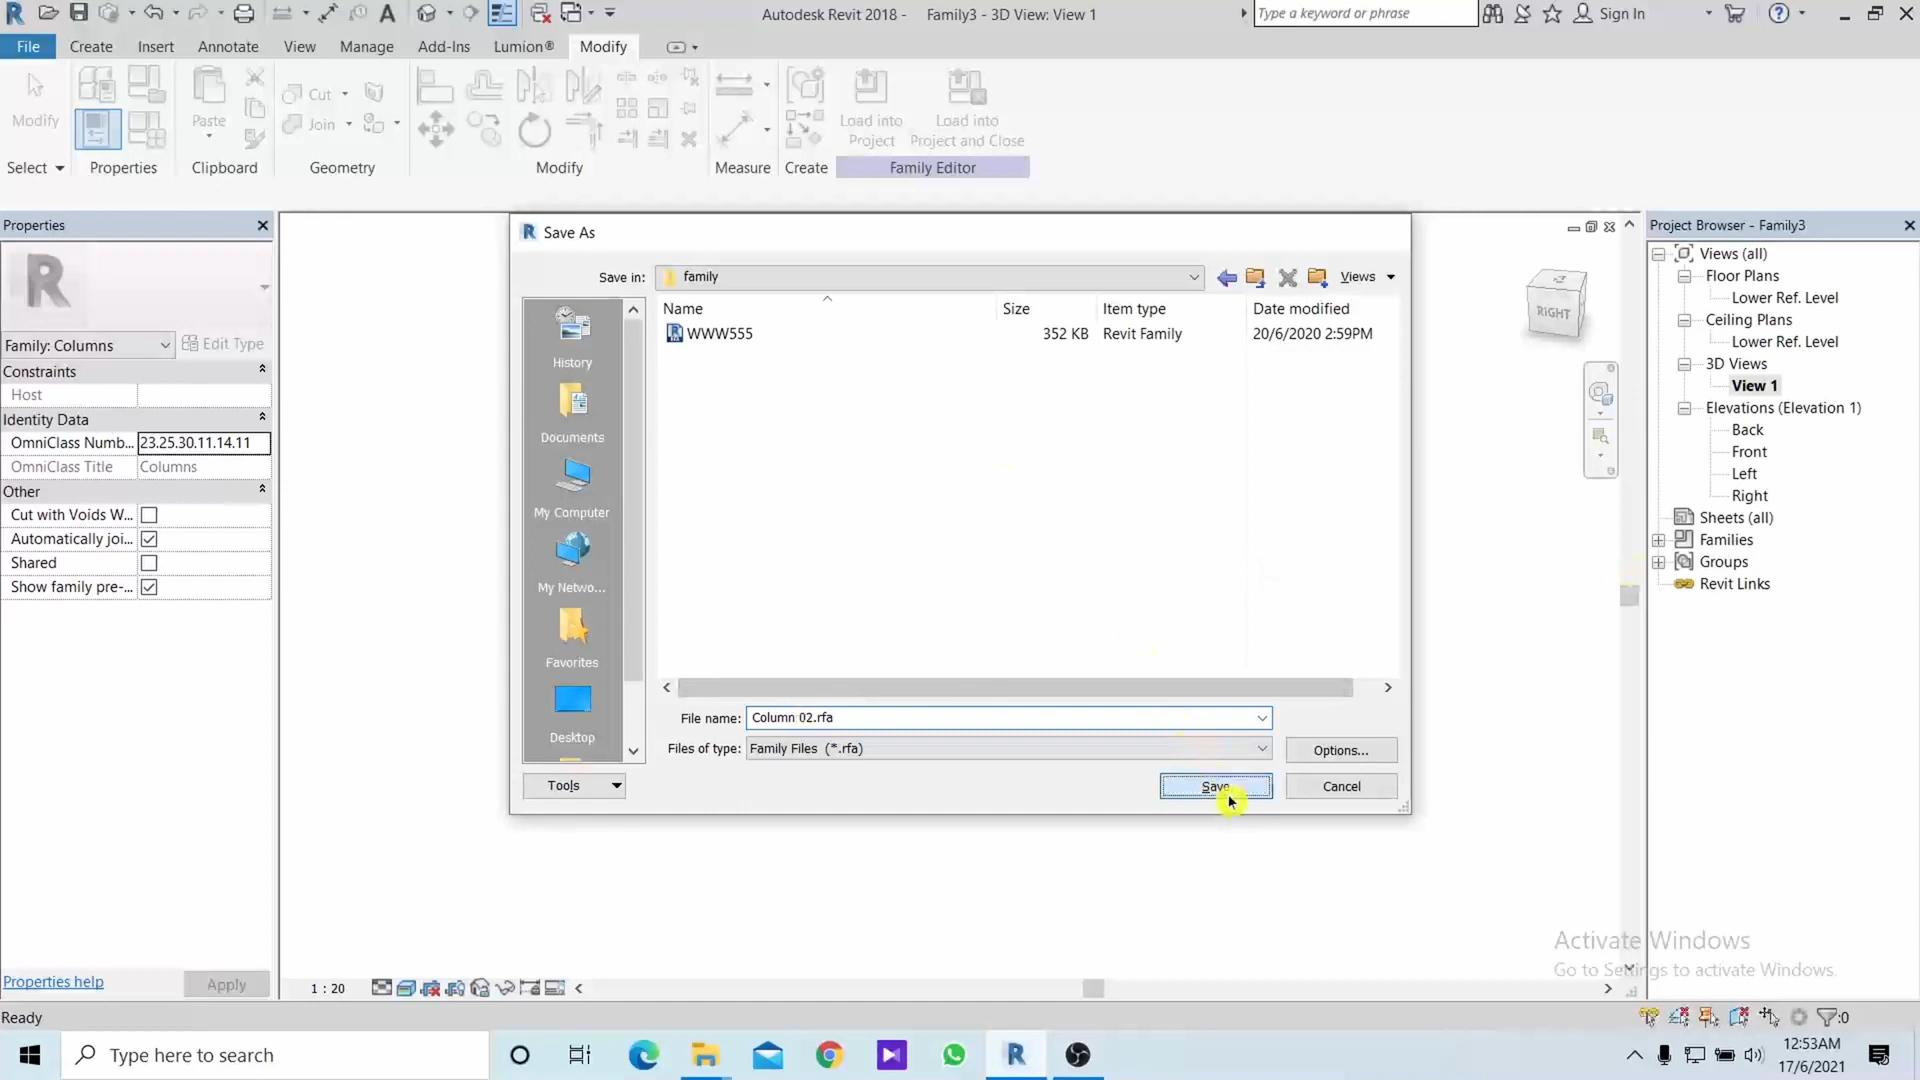 Autodesk Revit 2018 - Family3 - 3D View: View 1
Type a keyword or phrase
Sign In
File Create Insert Annotate View Manage Add-Ins Lumion® Modify
Modify
Paste
Cut
Join
Load into Project
Load into Project and Close
Select Properties Clipboard Geometry Modify Measure Create Family Editor
Properties
Family: Columns
Edit Type
Constraints
Host
Identity Data
OmniClass Numb... 23.25.30.11.14.11
OmniClass Title Columns
Other
Cut with Voids W...
Automatically joi...
Shared
Show family pre-...
Properties help
Apply
Save As
Save in: family
Views
Name Size Item type Date modified
WWW555 352 KB Revit Family 20/6/2020 2:59PM
History
Documents
My Computer
My Netwo...
Favorites
Desktop
File name: Column 02.rfa
Files of type: Family Files (*.rfa)
Options...
Tools
Save
Cancel
RIGHT
Project Browser - Family3
Views (all)
Floor Plans
Lower Ref. Level
Ceiling Plans
Lower Ref. Level
3D Views
View 1
Elevations (Elevation 1)
Back
Front
Left
Right
Sheets (all)
Families
Groups
Revit Links
Activate Windows
Go to Settings to activate Windows.
1 : 20
Ready
:0
Type here to search
12:53AM
17/6/2021